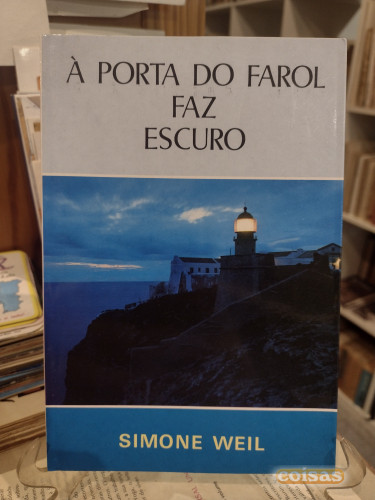 À PORTA DO FAROL
FAZ
ESCURO
SIMONE WEIL
coisas